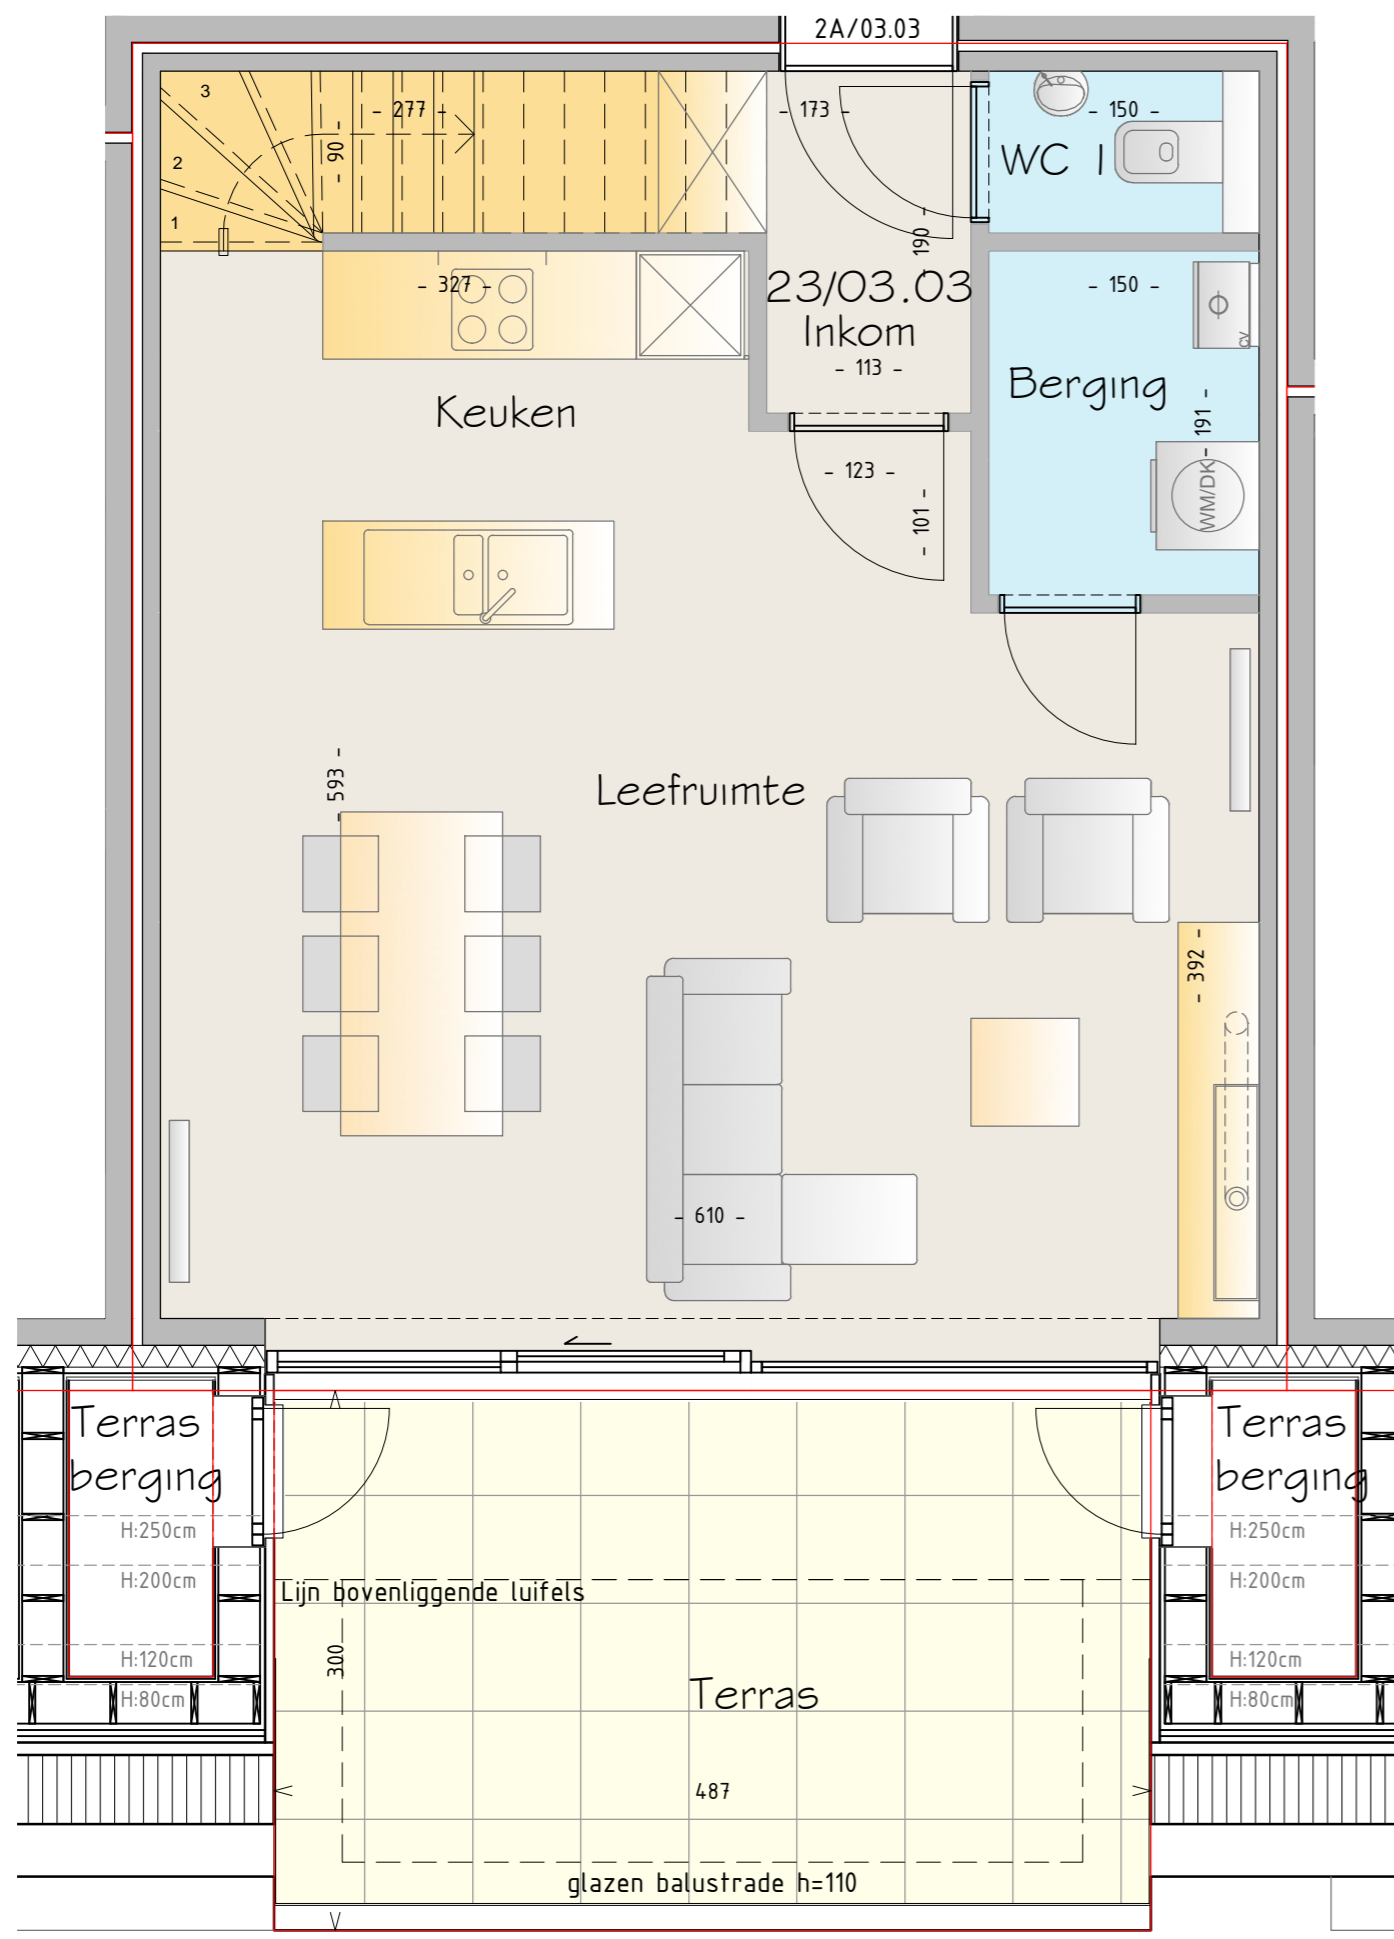 2A/03.03
3
- 277 -
- 173 -
- 150 -
- 90 -
2
WC 1
1
- 190 -
- 327 -
23/03.03
- 150 -
Inkom
CV
- 113 -
Berging
Keuken
- 191 -
- 123 -
WM/DK
- 101 -
- 593 -
Leefruimte
- 392 -
- 610 -
Terras
berging
H:250cm
H:200cm
H:120cm
H:80cm
Terras
berging
H:250cm
H:200cm
H:120cm
H:80cm
Lijn bovenliggende luifels
300
Terras
487
glazen balustrade h=110